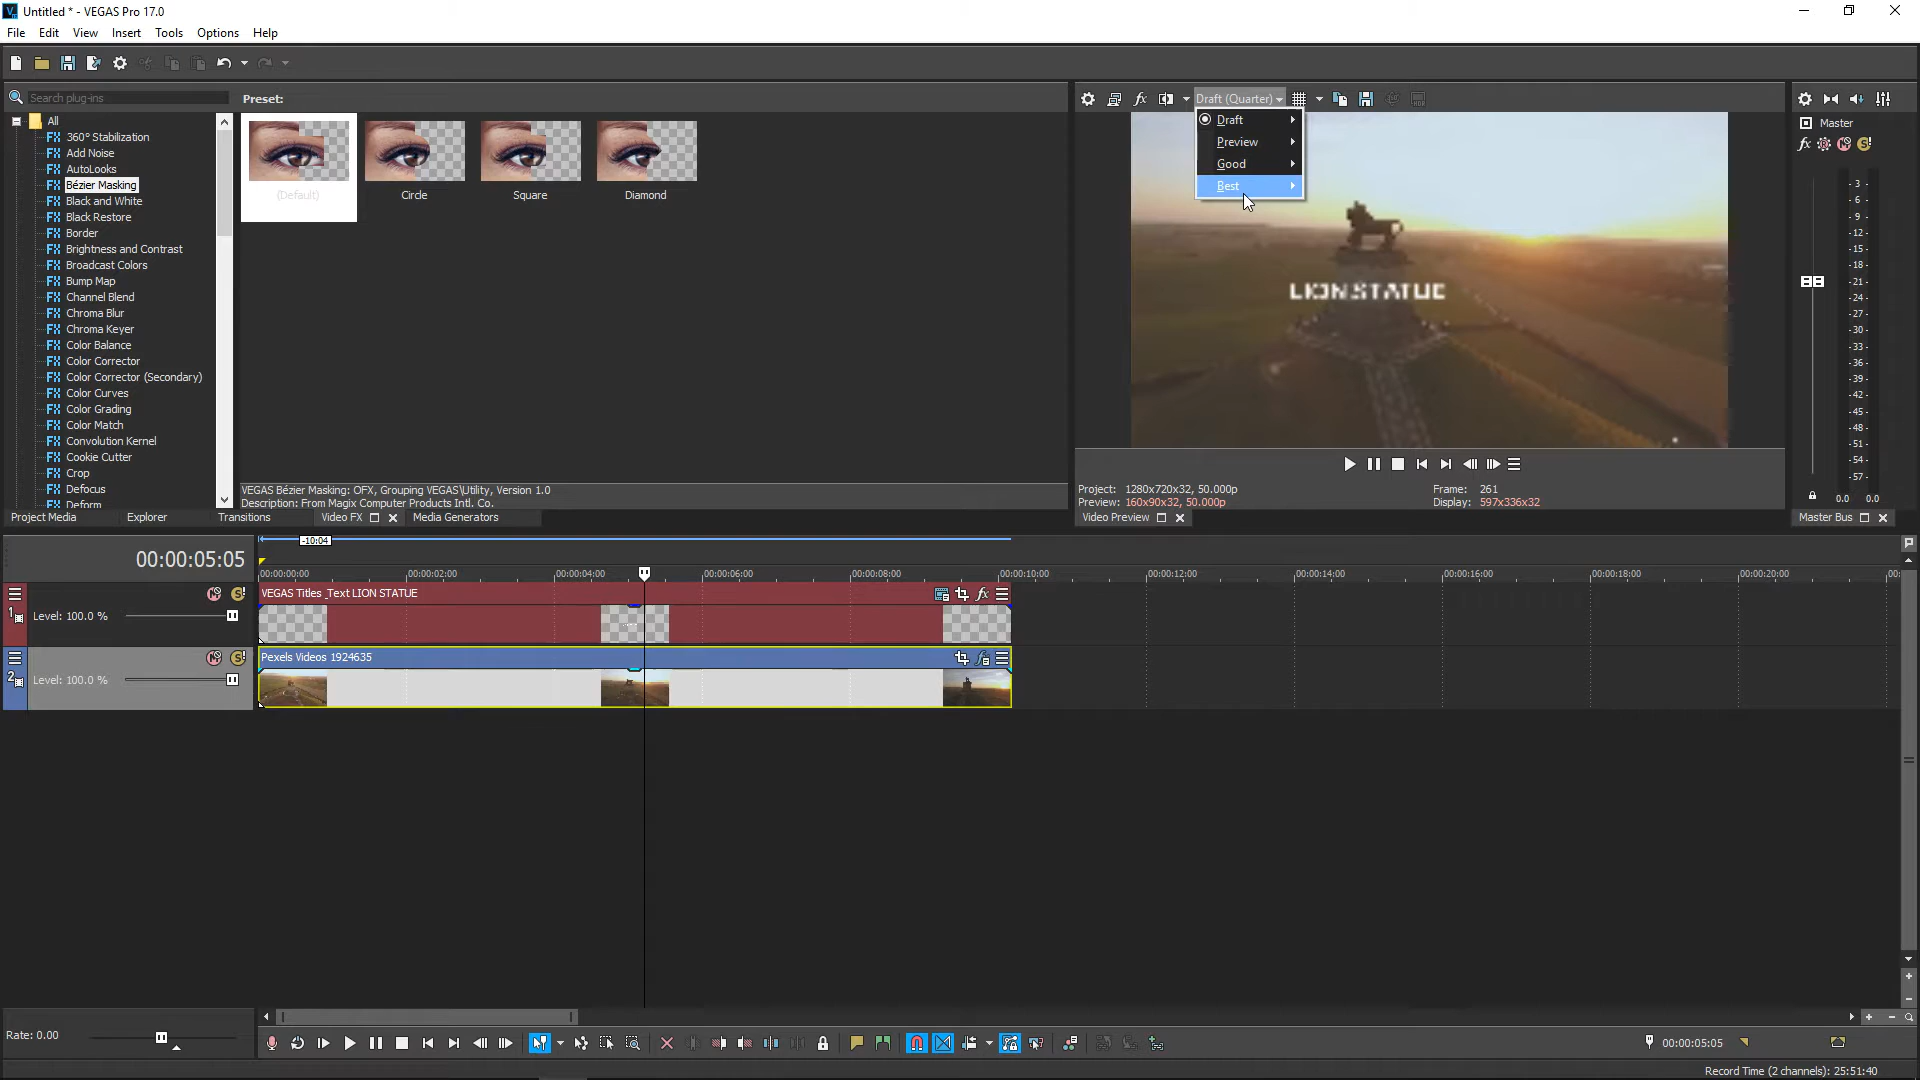 Untitled * - VEGAS Pro 17.0
File Edit View Insert Tools Options Help
Search plug-ins
All
360° Stabilization
Add Noise
AutoLooks
Bézier Masking
Black and White
Black Restore
Border
Brightness and Contrast
Broadcast Colors
Bump Map
Channel Blend
Chroma Blur
Chroma Keyer
Color Balance
Color Corrector
Color Corrector (Secondary)
Color Curves
Color Grading
Color Match
Convolution Kernel
Cookie Cutter
Crop
Defocus
Deform
Preset:
(Default) Circle Square Diamond
VEGAS Bézier Masking: OFX, Grouping VEGAS\Utility, Version 1.0
Description: From Magix Computer Products Intl. Co.
Project Media Explorer Transitions Video FX Media Generators
Draft (Quarter)
Draft
Preview
Good
Best
LION STATUE
Project: 1280x720x32, 50.000p Frame: 261
Preview: 160x90x32, 50.000p Display: 597x336x32
Video Preview
Master
-3
-6
-9
-12
-15
-18
-21
-24
-27
-30
-33
-36
-39
-42
-45
-48
-51
-54
-57
0.0 0.0
Master Bus
-10:04
00:00:05:05
00:00:00:00 00:00:02:00 00:00:04:00 00:00:06:00 00:00:08:00 00:00:10:00 00:00:12:00 00:00:14:00 00:00:16:00 00:00:18:00 00:00:20:00 00:
1 Level: 100.0 %
VEGAS Titles _Text LION STATUE
2 Level: 100.0 %
Pexels Videos 1924635
Rate: 0.00
00:00:05:05
Record Time (2 channels): 25:51:40